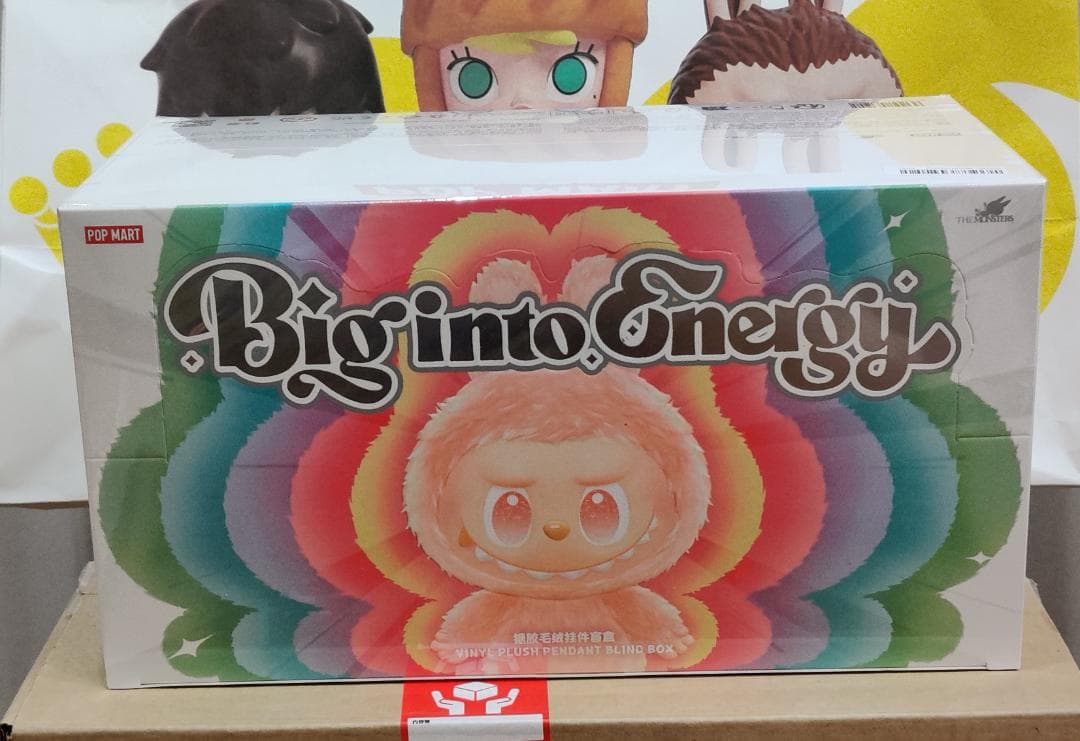 POP MART
THE MONSTERS
Big into Energy
搪胶毛绒挂件盲盒
VINYL PLUSH PENDANT BLIND BOX